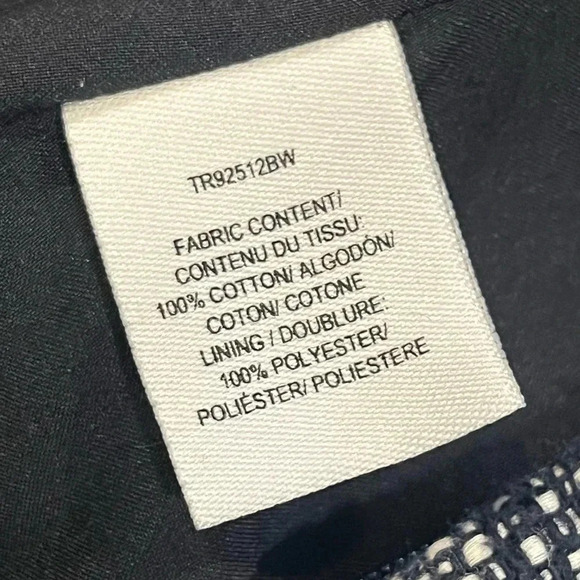 TR92512BW
FABRIC CONTENT/
CONTENU DU TISSU:
100% COTTON/ ALGODÓN/
COTON/ COTONE
LINING / DOUBLURE:
100% POLYESTER/
POLIÉSTER/ POLIESTERE